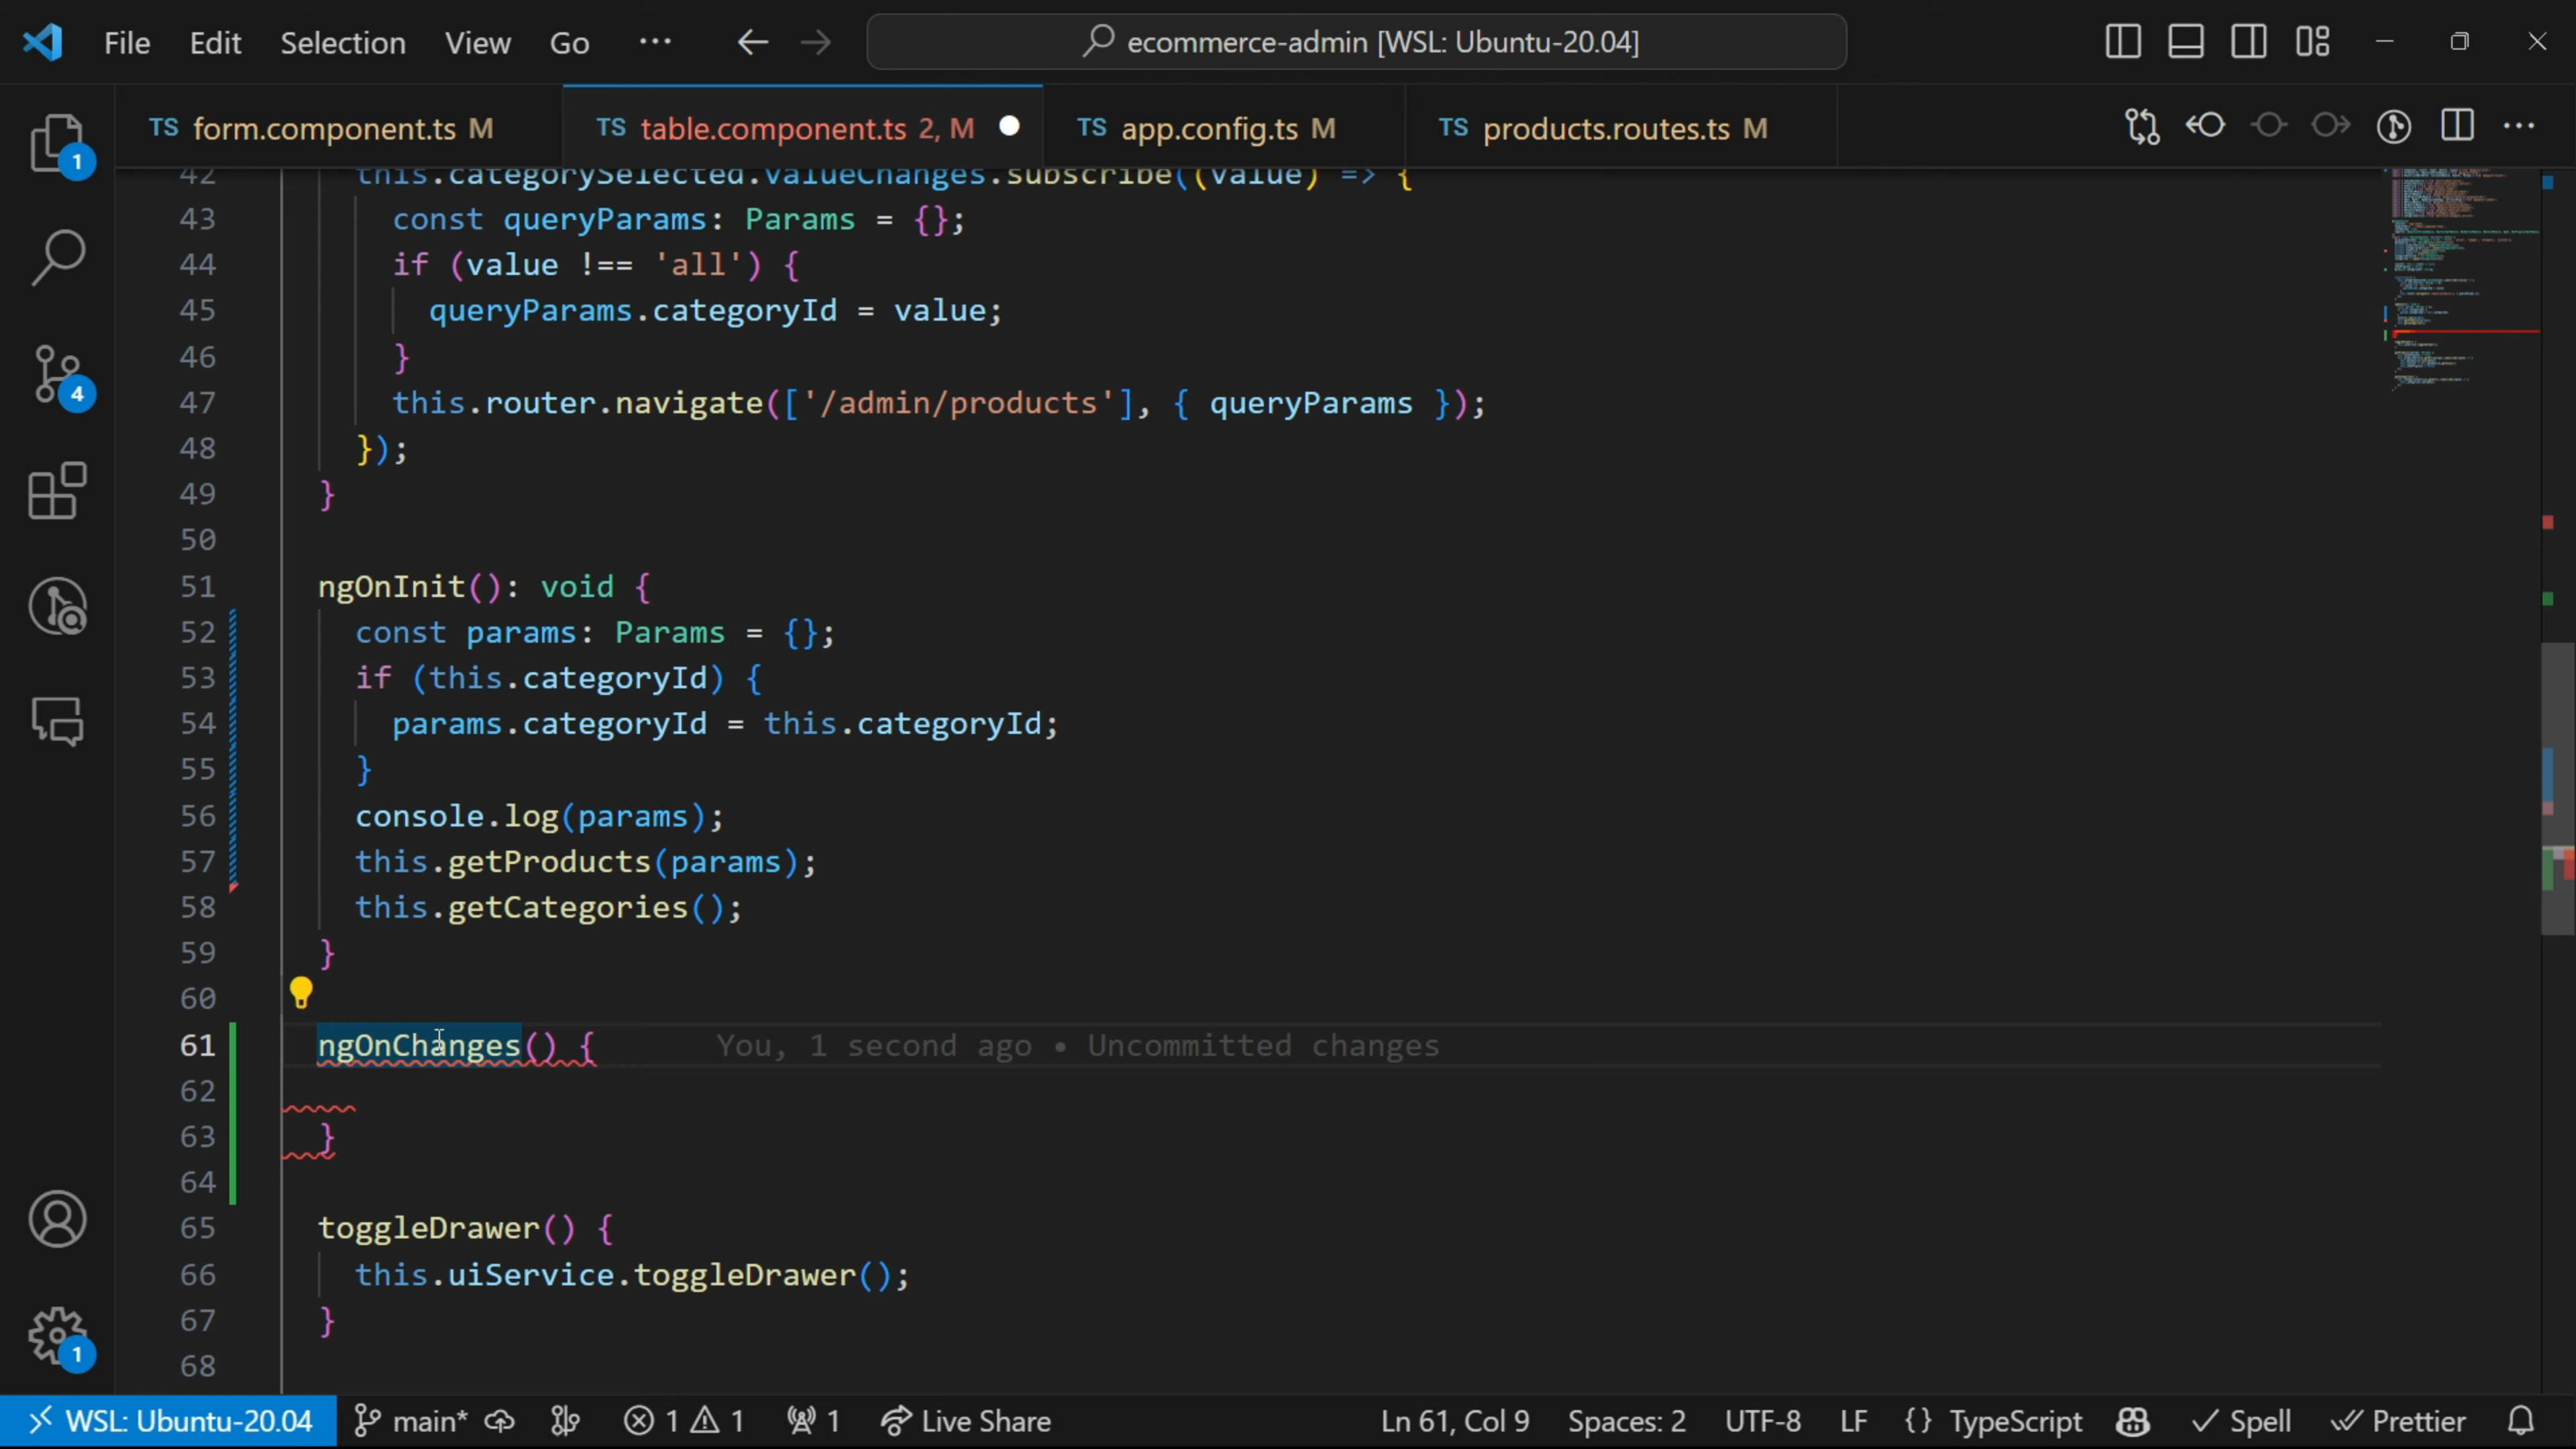 File Edit Selection View Go ··· ecommerce-admin [WSL: Ubuntu-20.04]
TS form.component.ts M TS table.component.ts 2, M TS app.config.ts M TS products.routes.ts M
42 this.categorySelected.valueChanges.subscribe((value) => {
43 const queryParams: Params = {};
44 if (value !== 'all') {
45 queryParams.categoryId = value;
46 }
47 this.router.navigate(['/admin/products'], { queryParams });
48 });
49 }
50
51 ngOnInit(): void {
52 const params: Params = {};
53 if (this.categoryId) {
54 params.categoryId = this.categoryId;
55 }
56 console.log(params);
57 this.getProducts(params);
58 this.getCategories();
59 }
60
61 ngOnChanges() { You, 1 second ago • Uncommitted changes
62
63 }
64
65 toggleDrawer() {
66 this.uiService.toggleDrawer();
67 }
68
1
4
1
WSL: Ubuntu-20.04 main* 1 1 1 Live Share Ln 61, Col 9 Spaces: 2 UTF-8 LF {} TypeScript Spell Prettier